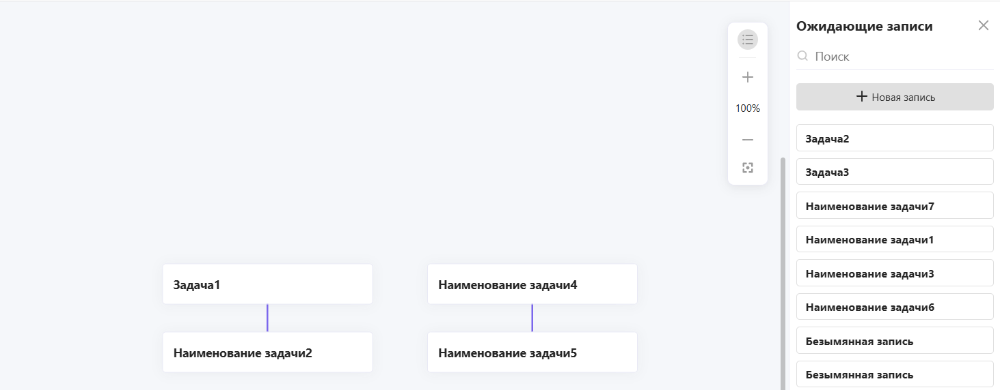 Ожидающие записи
Поиск
Новая запись
100%
Задача2
Задача3
Наименование задачи7
Наименование задачи1
Наименование задачи3
Наименование задачи6
Безымянная запись
Безымянная запись
Задача1
Наименование задачи4
Наименование задачи2
Наименование задачи5